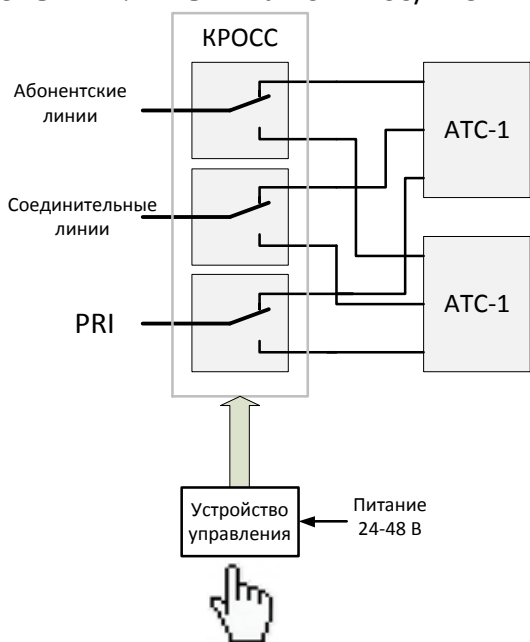 КРОСС
Абонентские
линии
АТС-1
Соединительные
линии
АТС-1
PRI
Устройство
управления
Питание
24-48 В